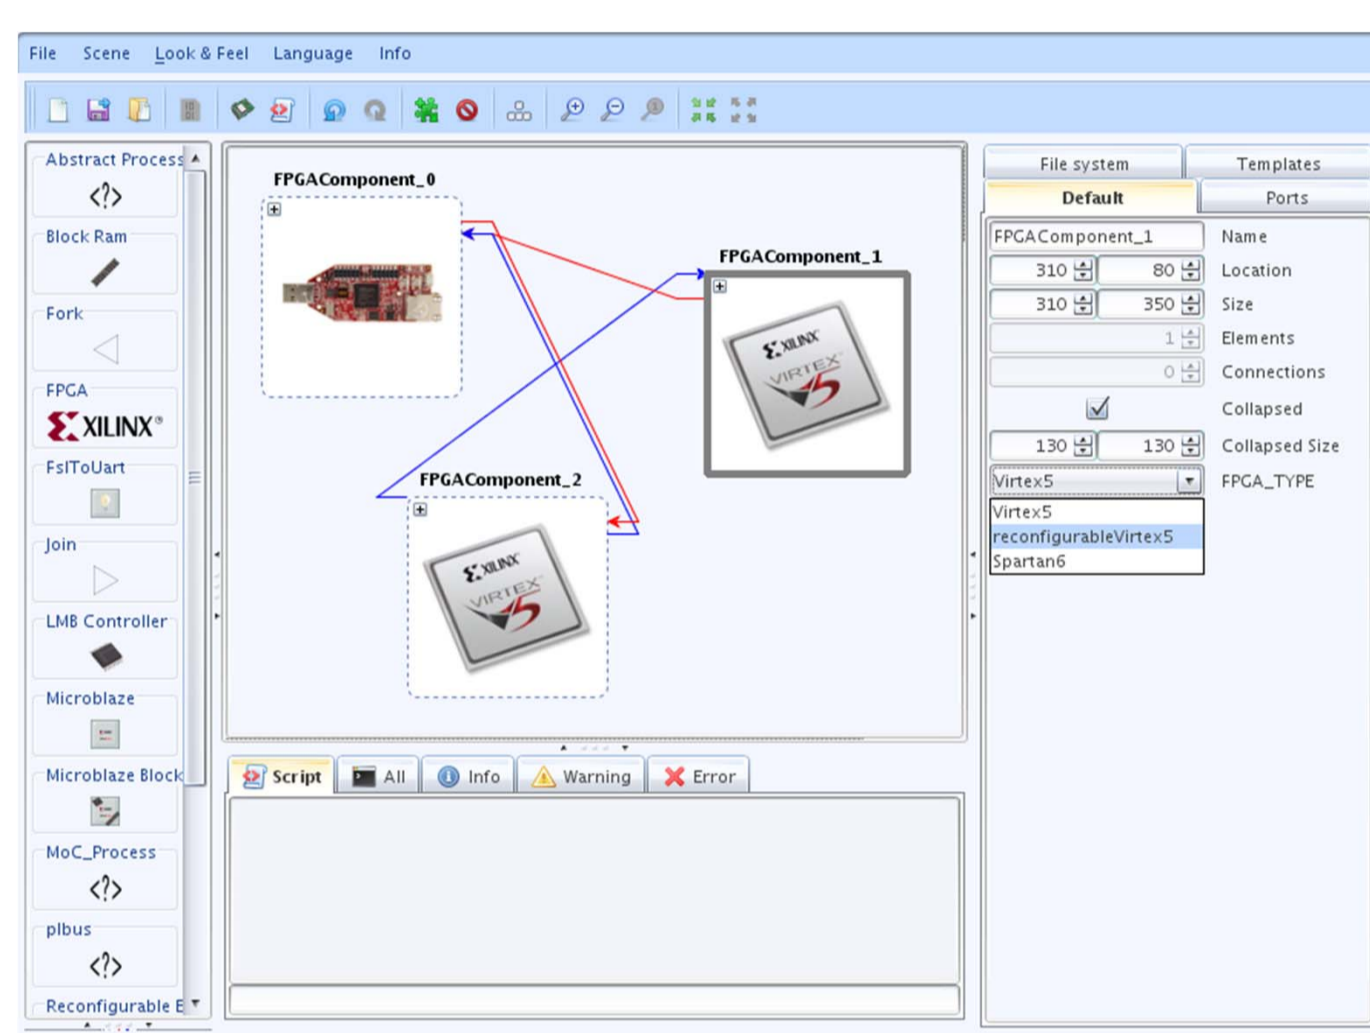 File Scene Look & Feel Language Info
Abstract Process
Block Ram
Fork
FPGA
XILINX®
FslToUart
Join
LMB Controller
Microblaze
Microblaze Block
MoC_Process
plbus
Reconfigurable E
FPGAComponent_0
FPGAComponent_1
XILINX
VIRTEX
5
FPGAComponent_2
XILINX
VIRTEX
5
Script All Info Warning Error
File system Templates
Default Ports
FPGAComponent_1 Name
310 80 Location
310 350 Size
1 Elements
0 Connections
Collapsed
130 130 Collapsed Size
Virtex5 FPGA_TYPE
Virtex5
reconfigurableVirtex5
Spartan6